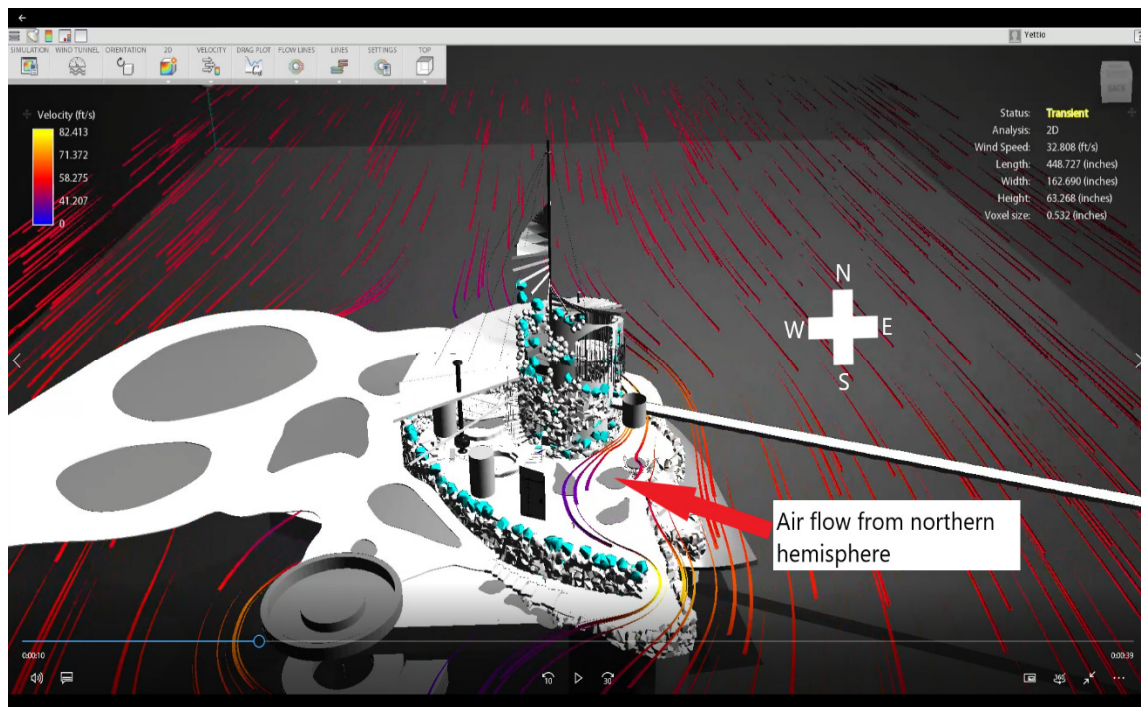 Yettio
SIMULATION WIND TUNNEL ORIENTATION 2D VELOCITY DRAG PLOT FLOW LINES LINES SETTINGS TOP
Velocity (ft/s)
82.413
71.372
58.275
41.207
0
Status: Transient
Analysis: 2D
Wind Speed: 32.808 (ft/s)
Length: 448.727 (inches)
Width: 162.690 (inches)
Height: 63.268 (inches)
Voxel size: 0.532 (inches)
BACK
N
W E
S
Air flow from northern
hemisphere
0:00:10 0:00:39
10 30 360